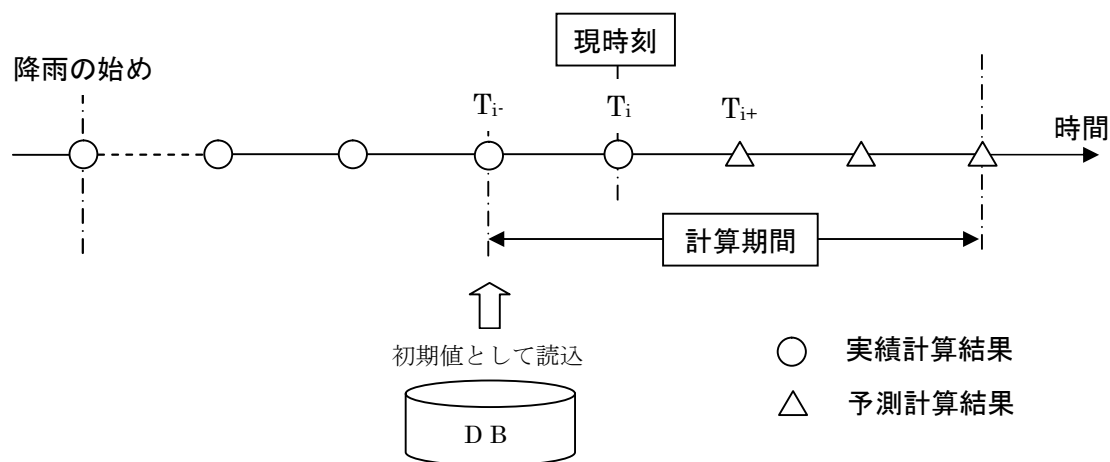 現時刻
降雨の始め
Ti-
Ti
Ti+
時間
計算期間
初期値として読込
実績計算結果
予測計算結果
D B